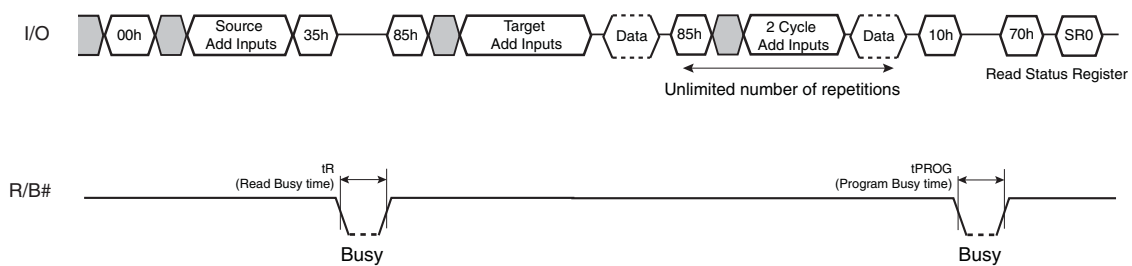 I/O
00h
Source
Add Inputs
35h
85h
Target
Add Inputs
Data
85h
2 Cycle
Add Inputs
Data
10h
70h
SR0
Unlimited number of repetitions
Read Status Register
R/B#
tR
(Read Busy time)
Busy
tPROG
(Program Busy time)
Busy